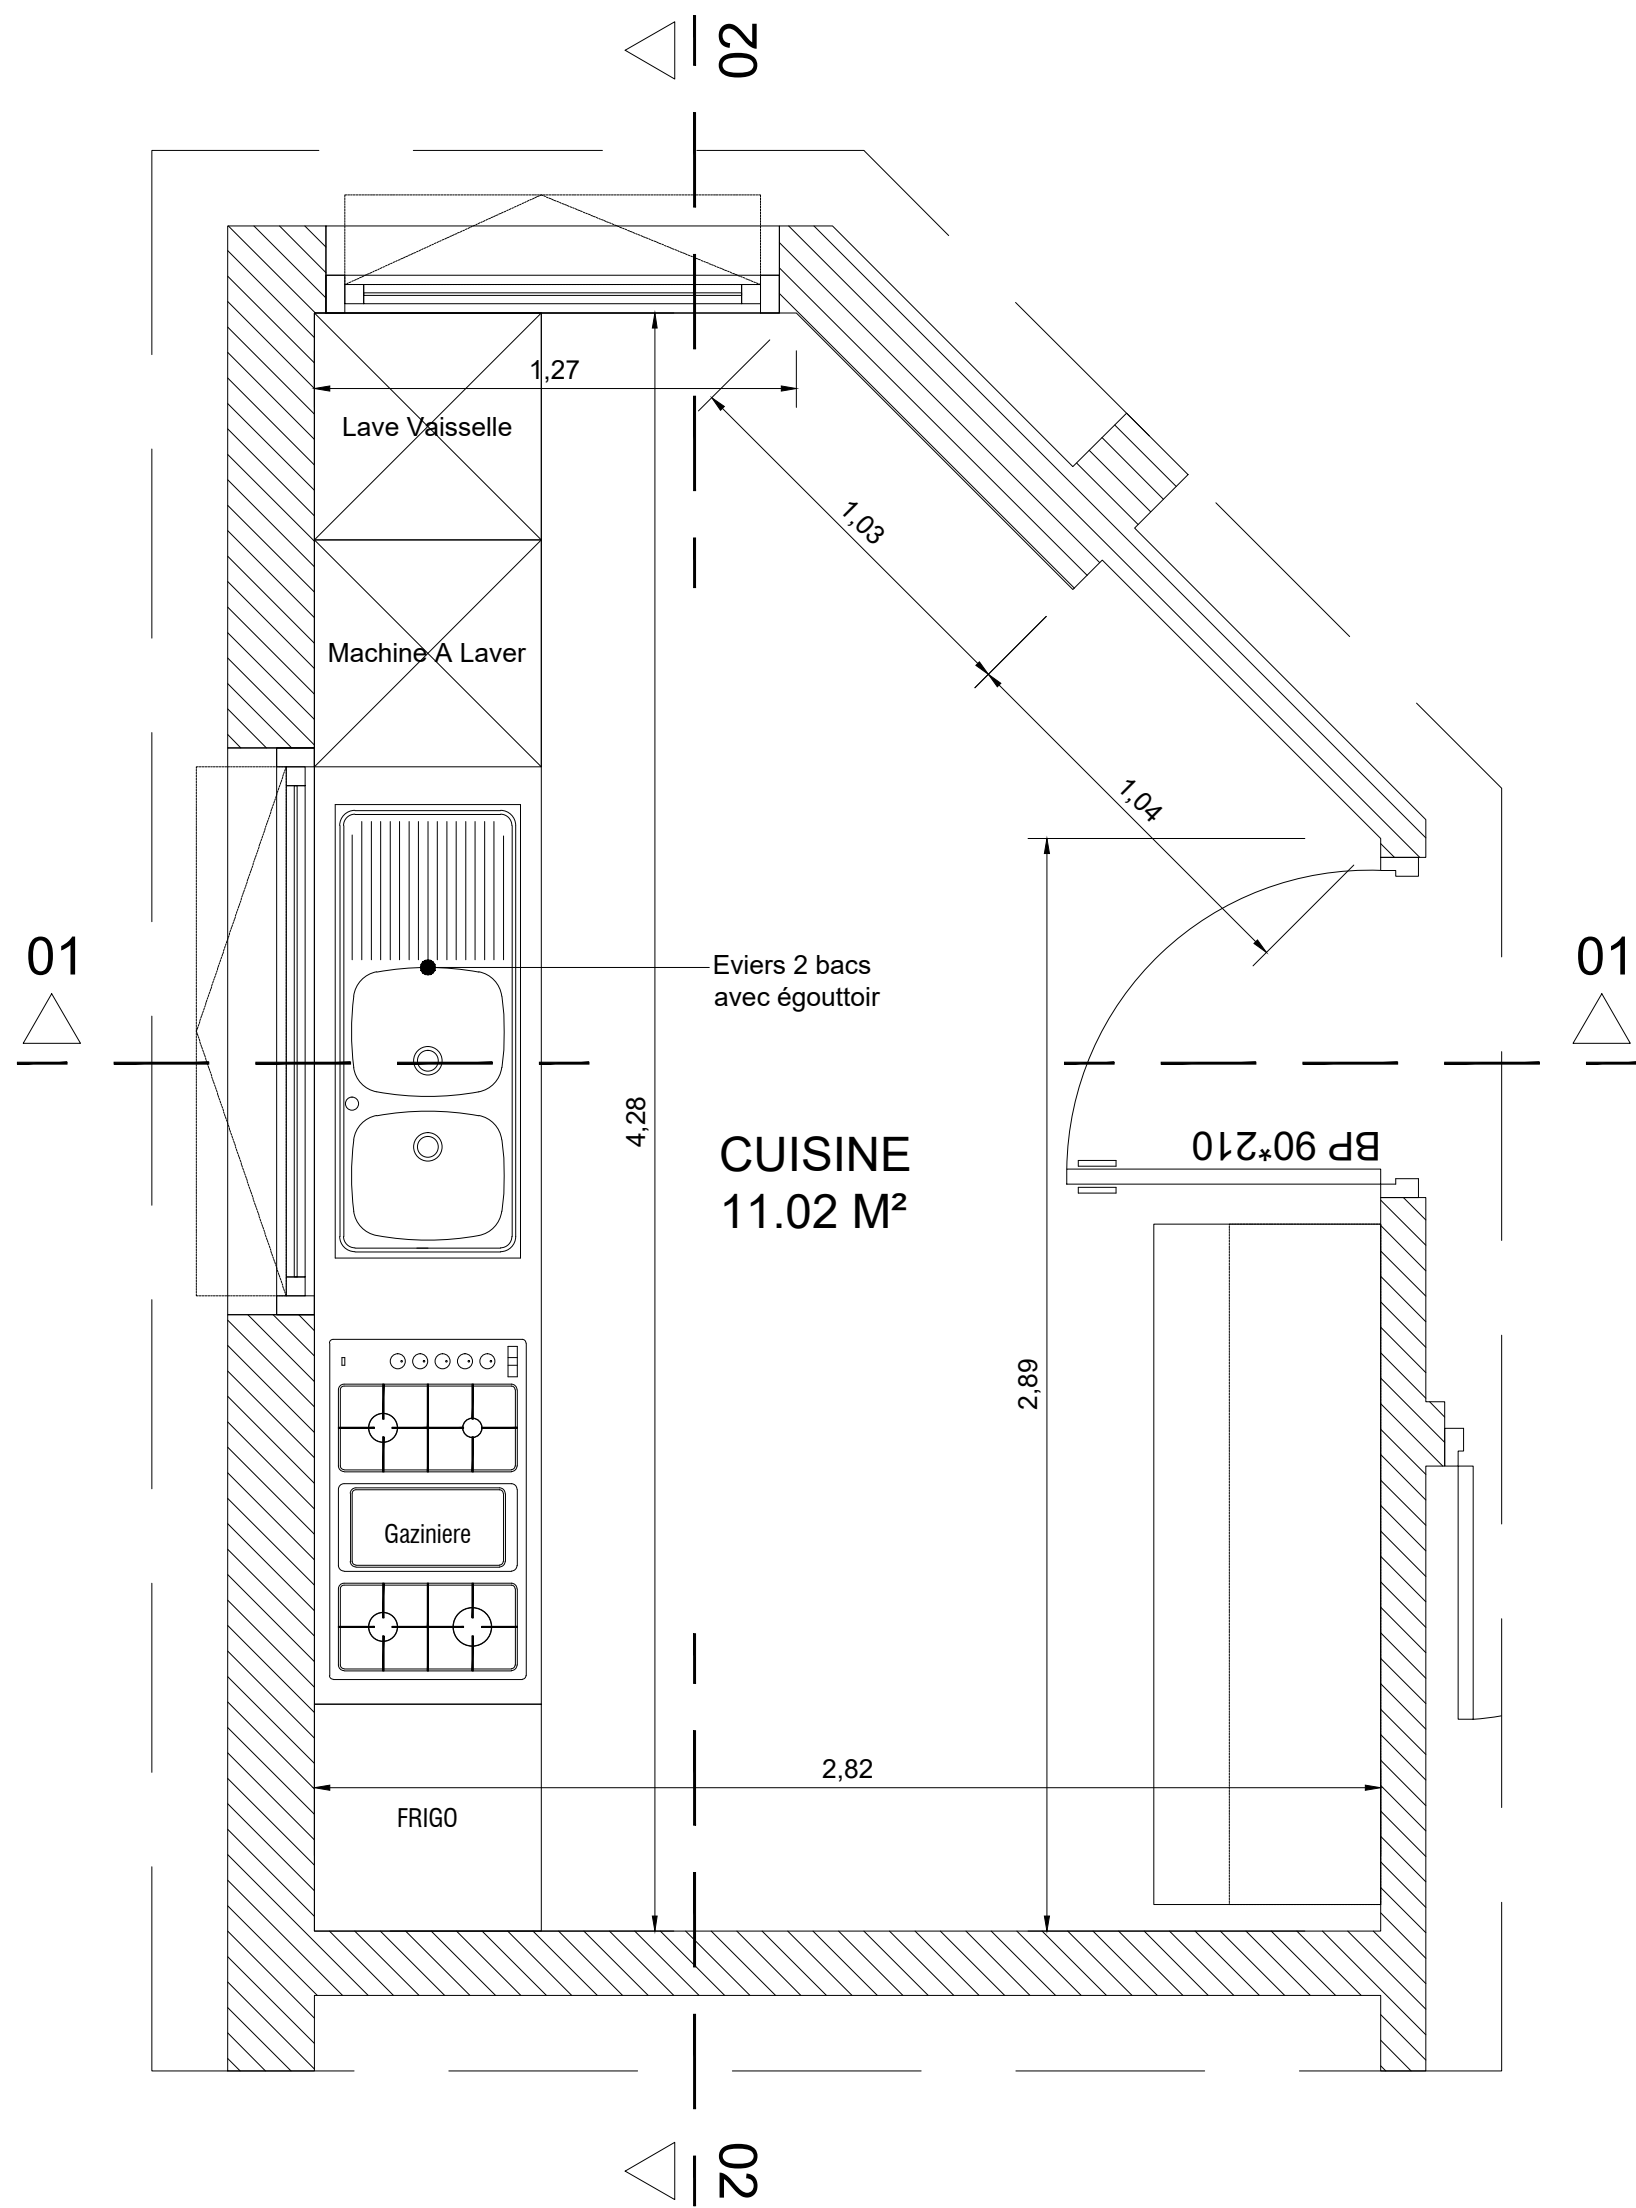 02
1,27
Lave Vaisselle
1,03
Machine A Laver
1,04
01
01
Eviers 2 bacs
avec égouttoir
4,28
CUISINE
11.02 M²
BP 90*210
2,89
Gaziniere
2,82
FRIGO
02